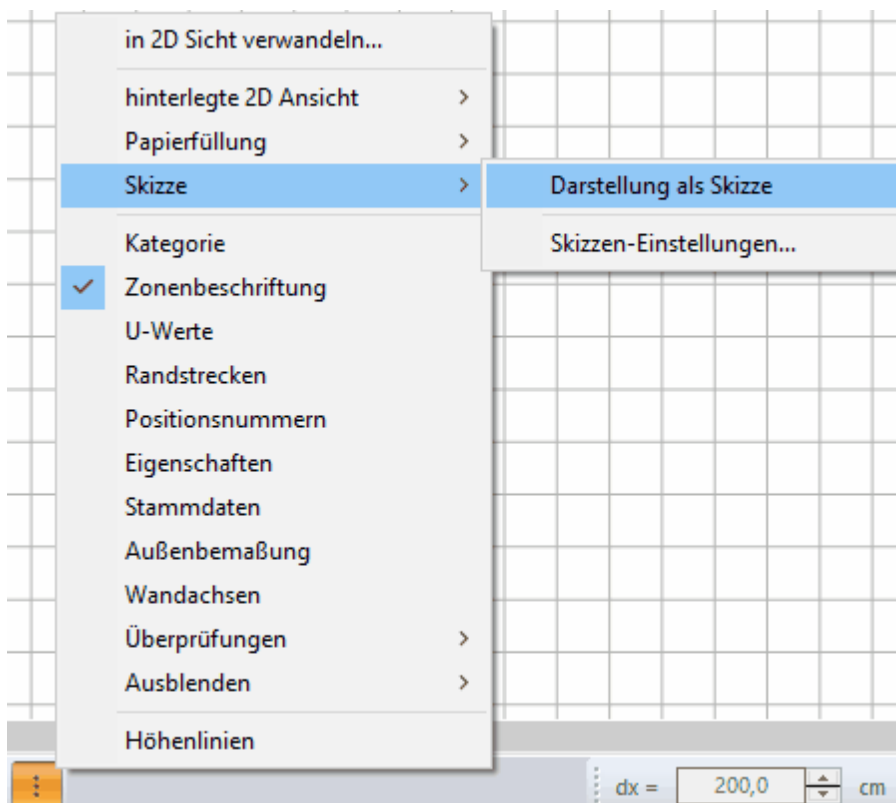 in 2D Sicht verwandeln...
hinterlegte 2D Ansicht
Papierfüllung
Skizze
Darstellung als Skizze
Skizzen-Einstellungen...
Kategorie
Zonenbeschriftung
U-Werte
Randstrecken
Positionsnummern
Eigenschaften
Stammdaten
Außenbemaßung
Wandachsen
Überprüfungen
Ausblenden
Höhenlinien
dx = 200,0 cm